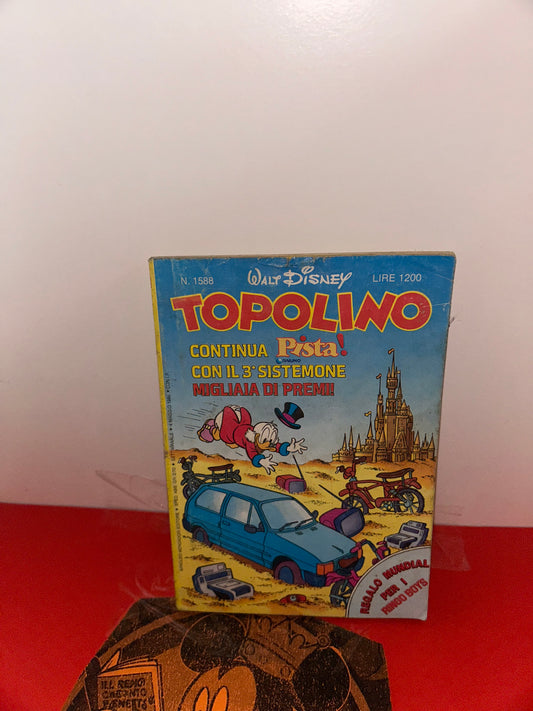 N. 1588
WALT DISNEY
LIRE 1200
TOPOLINO
CONTINUA Pista!
CON IL 3° SISTEMONE
MIGLIAIA DI PREMI!
REGALO MUNDIAL
PER I
RINGO BOYS